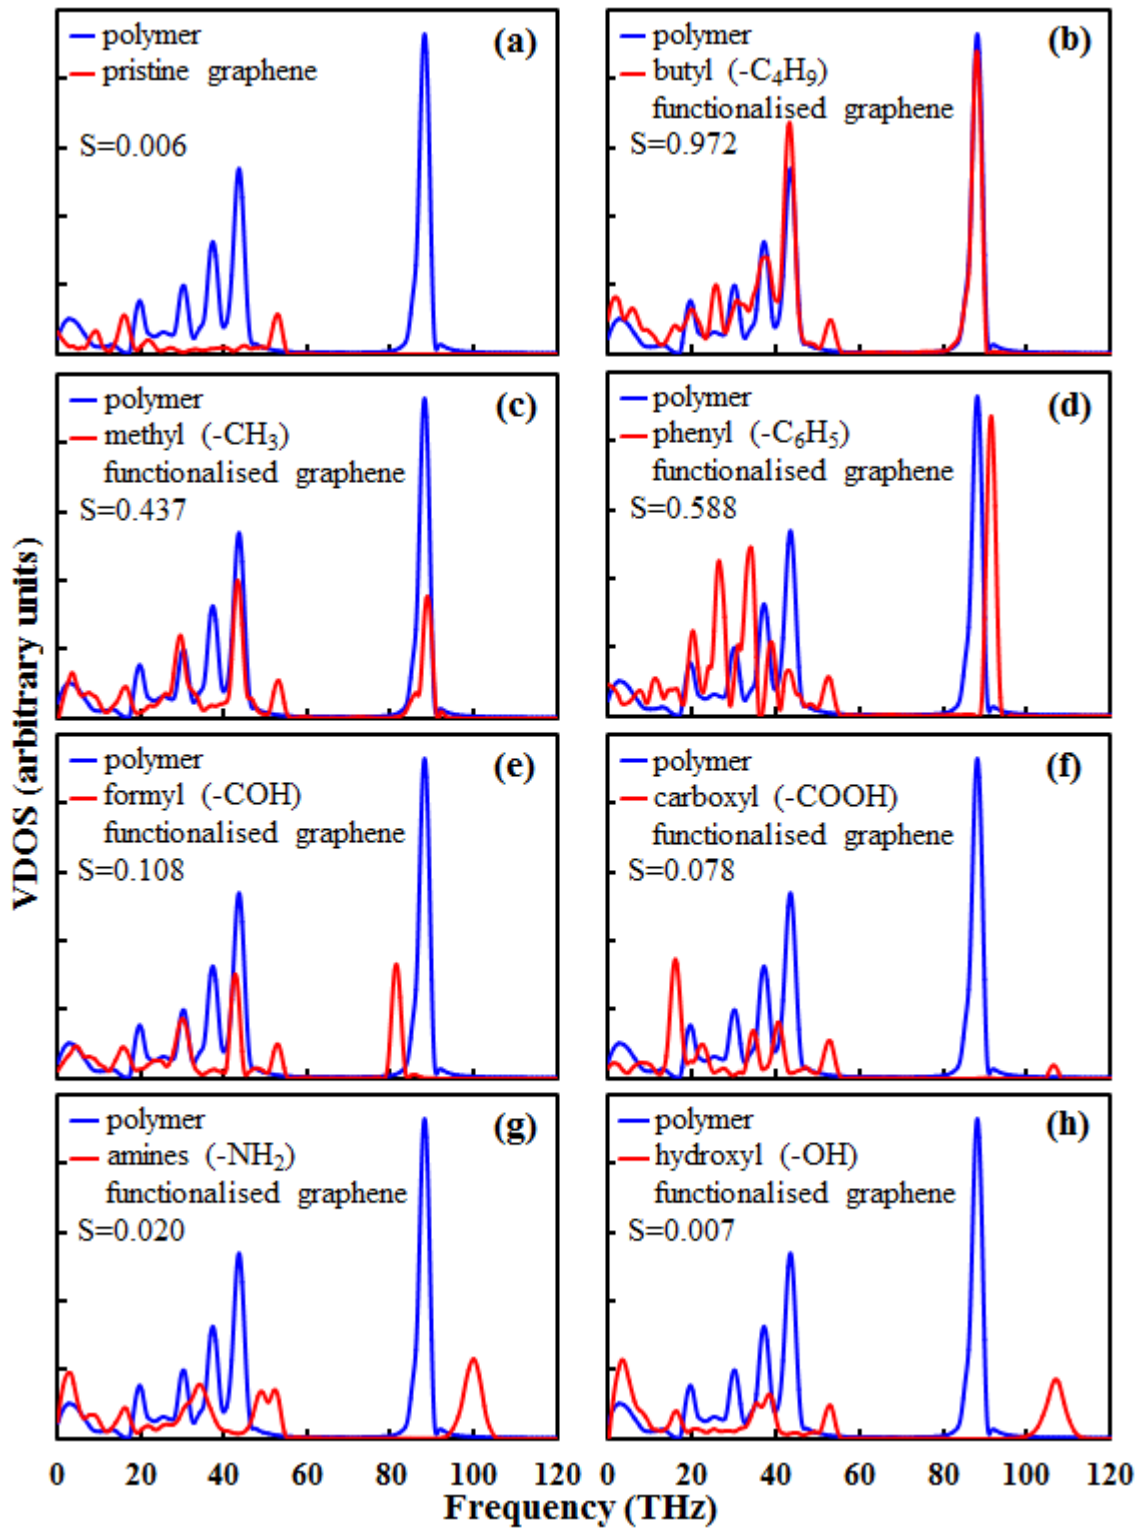 polymer
pristine graphene
(a)
S=0.006
polymer
butyl (-C₄H₉)
functionalised graphene
(b)
S=0.972
polymer
methyl (-CH₃)
functionalised graphene
(c)
S=0.437
polymer
phenyl (-C₆H₅)
functionalised graphene
(d)
S=0.588
polymer
formyl (-COH)
functionalised graphene
(e)
S=0.108
polymer
carboxyl (-COOH)
functionalised graphene
(f)
S=0.078
polymer
amines (-NH₂)
functionalised graphene
(g)
S=0.020
polymer
hydroxyl (-OH)
functionalised graphene
(h)
S=0.007
VDOS (arbitrary units)
0 20 40 60 80 100 120
0 20 40 60 80 100 120
Frequency (THz)